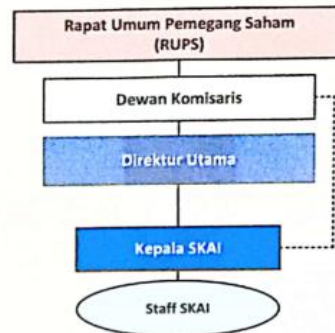 Rapat Umum Pemegang Saham
(RUPS)
Dewan Komisaris
Direktur Utama
Kepala SKAI
Staff SKAI